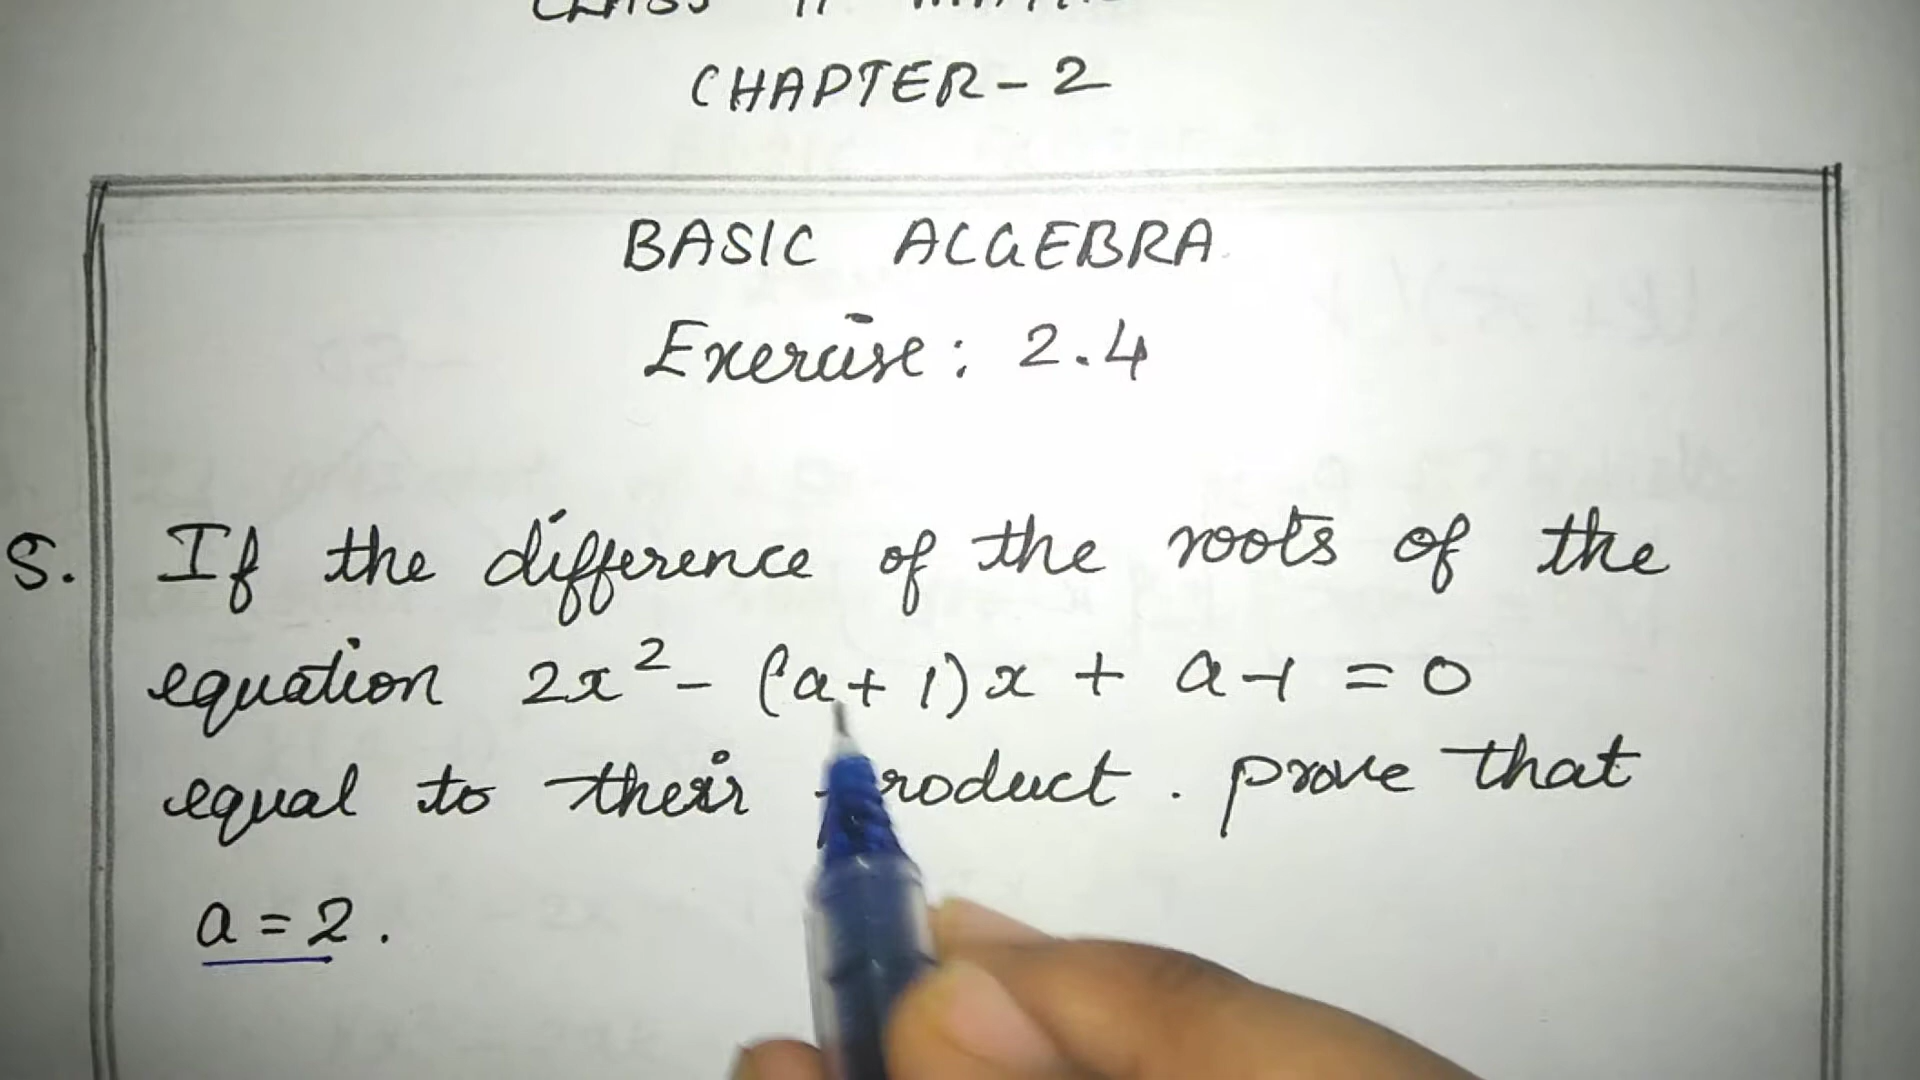 CHAPTER-2
BASIC ALGEBRA
Exercise: 2.4
5. If the difference of the roots of the
equation 2x² - (a+1)x + a-1 = 0
equal to their product. prove that
a = 2.